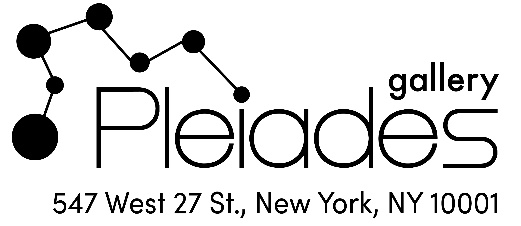 gallery
Pleiades
547 West 27 St., New York, NY 10001